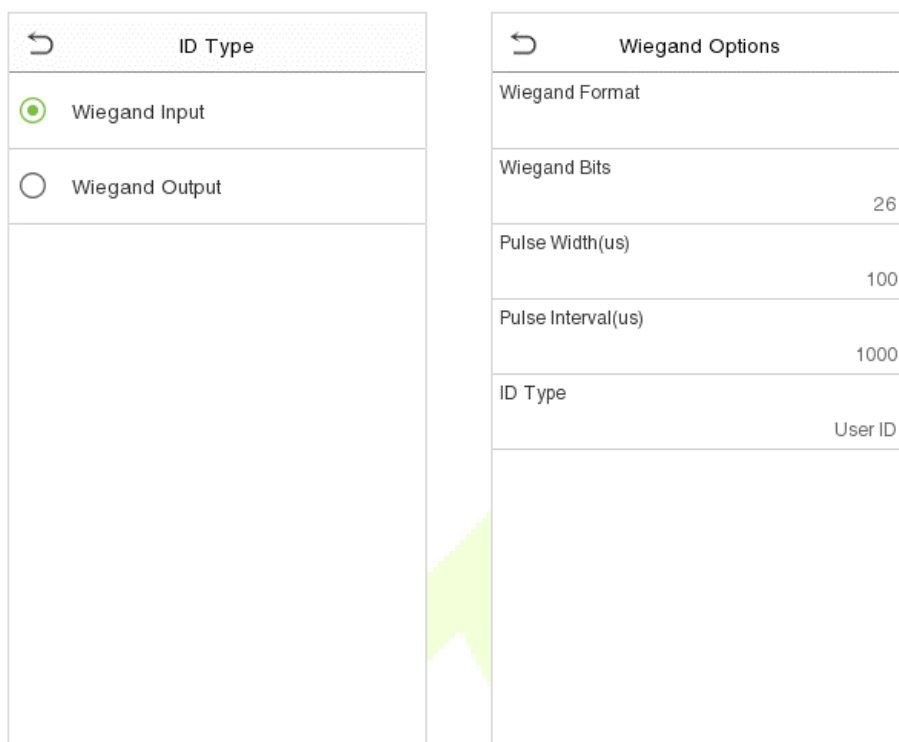 ID Type
Wiegand Input
Wiegand Output
Wiegand Options
Wiegand Format
Wiegand Bits
26
Pulse Width(us)
100
Pulse Interval(us)
1000
ID Type
User ID